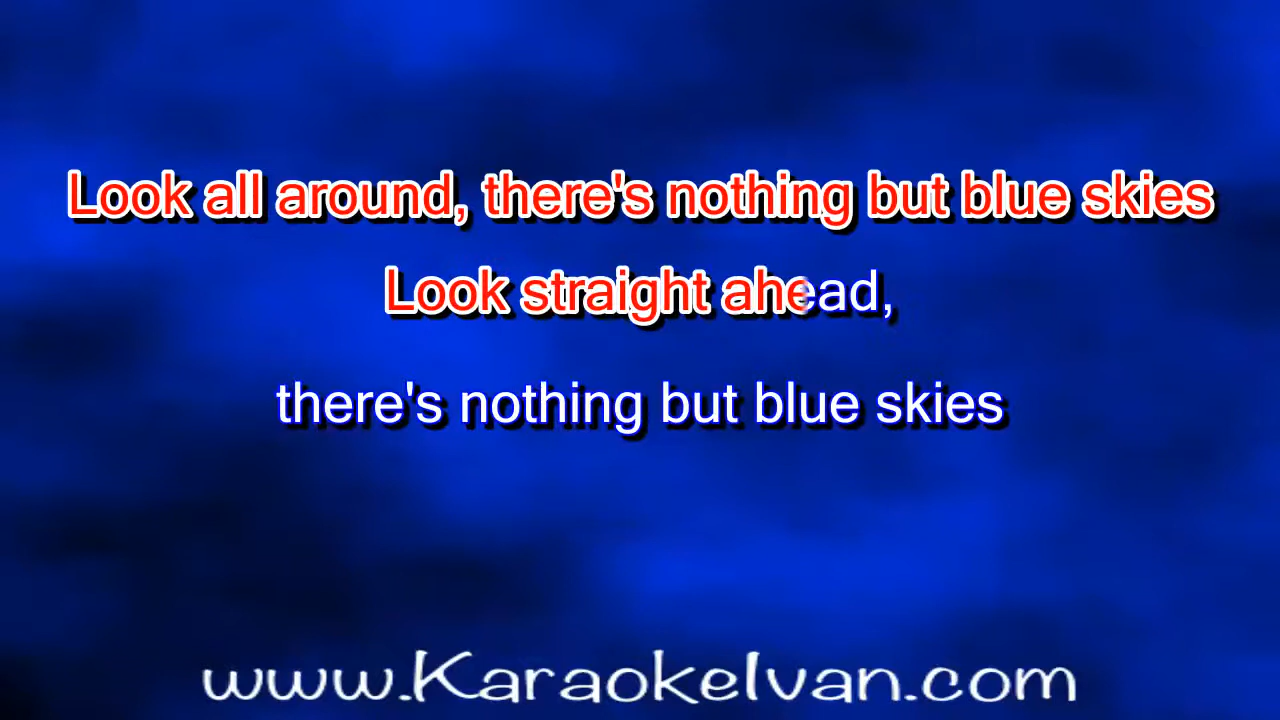 Look all around, there's nothing but blue skies
Look straight ahead,
there's nothing but blue skies
www.KaraokeIvan.com